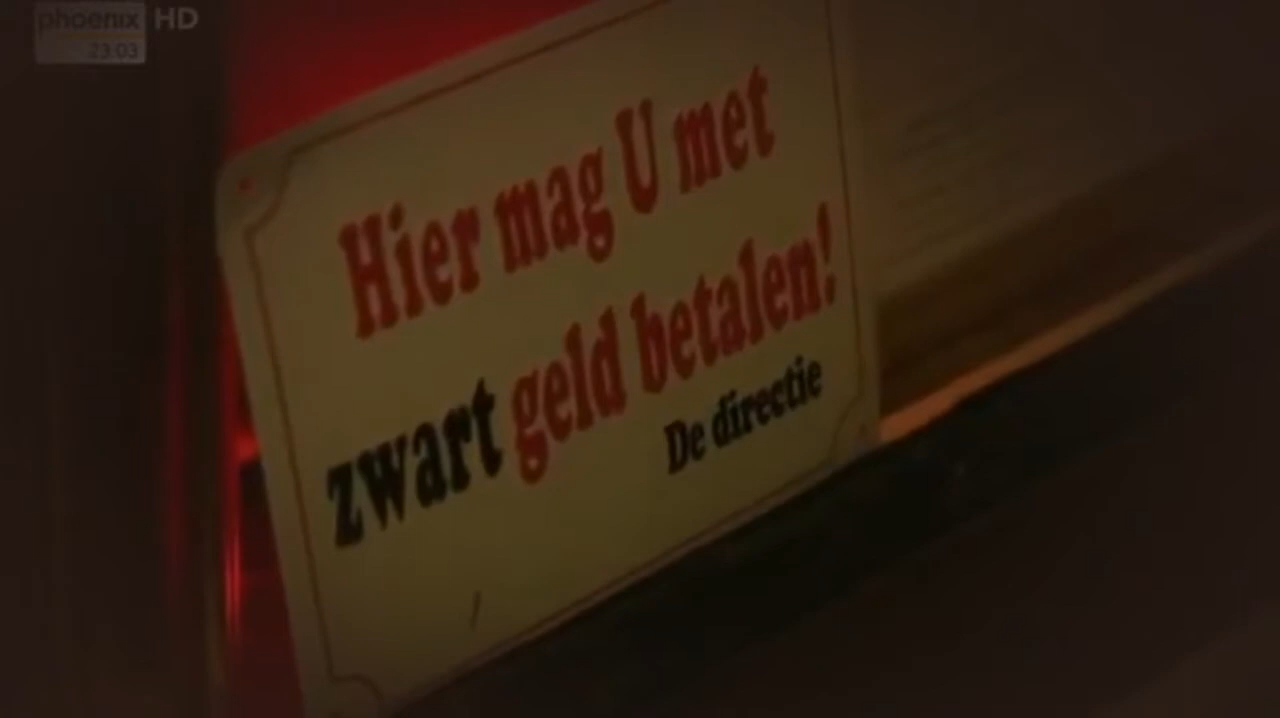 phoenix HD
23:03
Hier mag U met
zwart geld betalen!
De directie